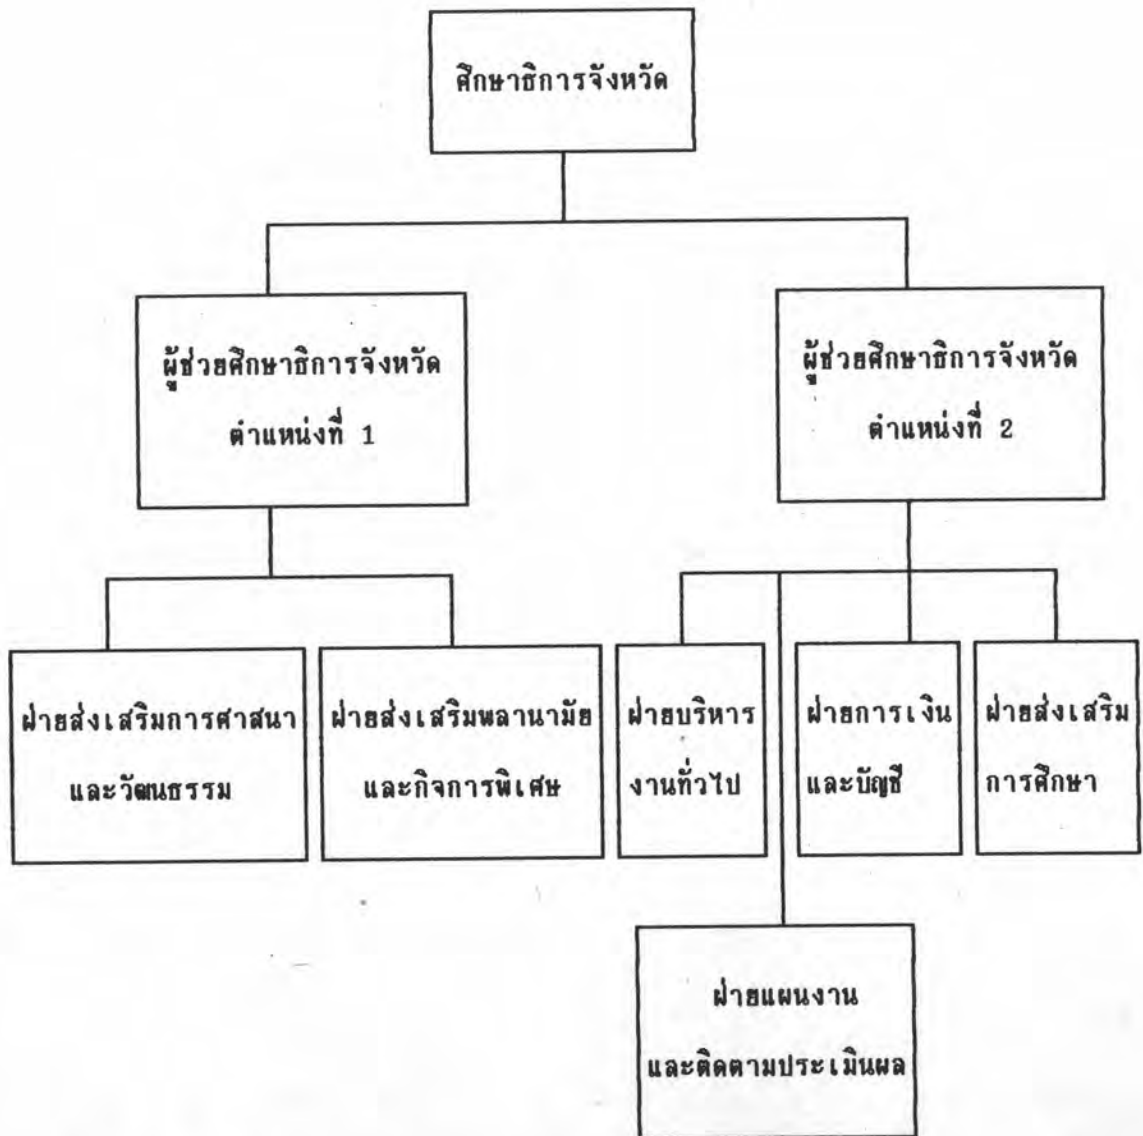 ศึกษาธิการจังหวัด
ผู้ช่วยศึกษาธิการจังหวัด
ตำแหน่งที่ 1
ผู้ช่วยศึกษาธิการจังหวัด
ตำแหน่งที่ 2
ฝ่ายส่งเสริมการศาสนา
และวัฒนธรรม
ฝ่ายส่งเสริมพลานามัย
และกิจการพิเศษ
ฝ่ายบริหาร
งานทั่วไป
ฝ่ายการเงิน
และบัญชี
ฝ่ายส่งเสริม
การศึกษา
ฝ่ายแผนงาน
และติดตามประเมินผล